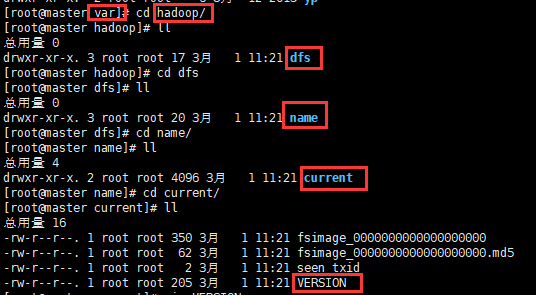 [root@master var]# cd hadoop/
[root@master hadoop]# ll
总用量 0
drwxr-xr-x. 3 root root 17 3月 1 11:21 dfs
[root@master hadoop]# cd dfs
[root@master dfs]# ll
总用量 0
drwxr-xr-x. 3 root root 20 3月 1 11:21 name
[root@master dfs]# cd name/
[root@master name]# ll
总用量 4
drwxr-xr-x. 2 root root 4096 3月 1 11:21 current
[root@master name]# cd current/
[root@master current]# ll
总用量 16
-rw-r--r--. 1 root root 350 3月 1 11:21 fsimage_0000000000000000000
-rw-r--r--. 1 root root 62 3月 1 11:21 fsimage_0000000000000000000.md5
-rw-r--r--. 1 root root 2 3月 1 11:21 seen_txid
-rw-r--r--. 1 root root 205 3月 1 11:21 VERSION